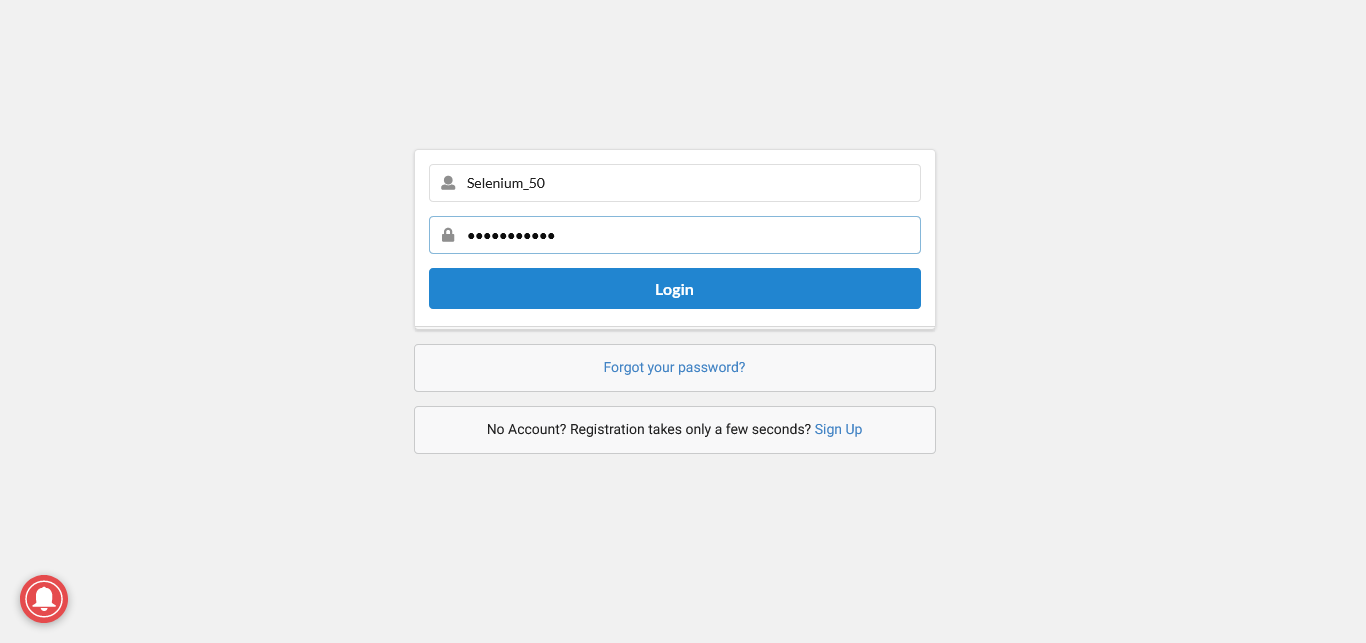 Selenium_50
•••••••••••
Login
Forgot your password?
No Account? Registration takes only a few seconds? Sign Up